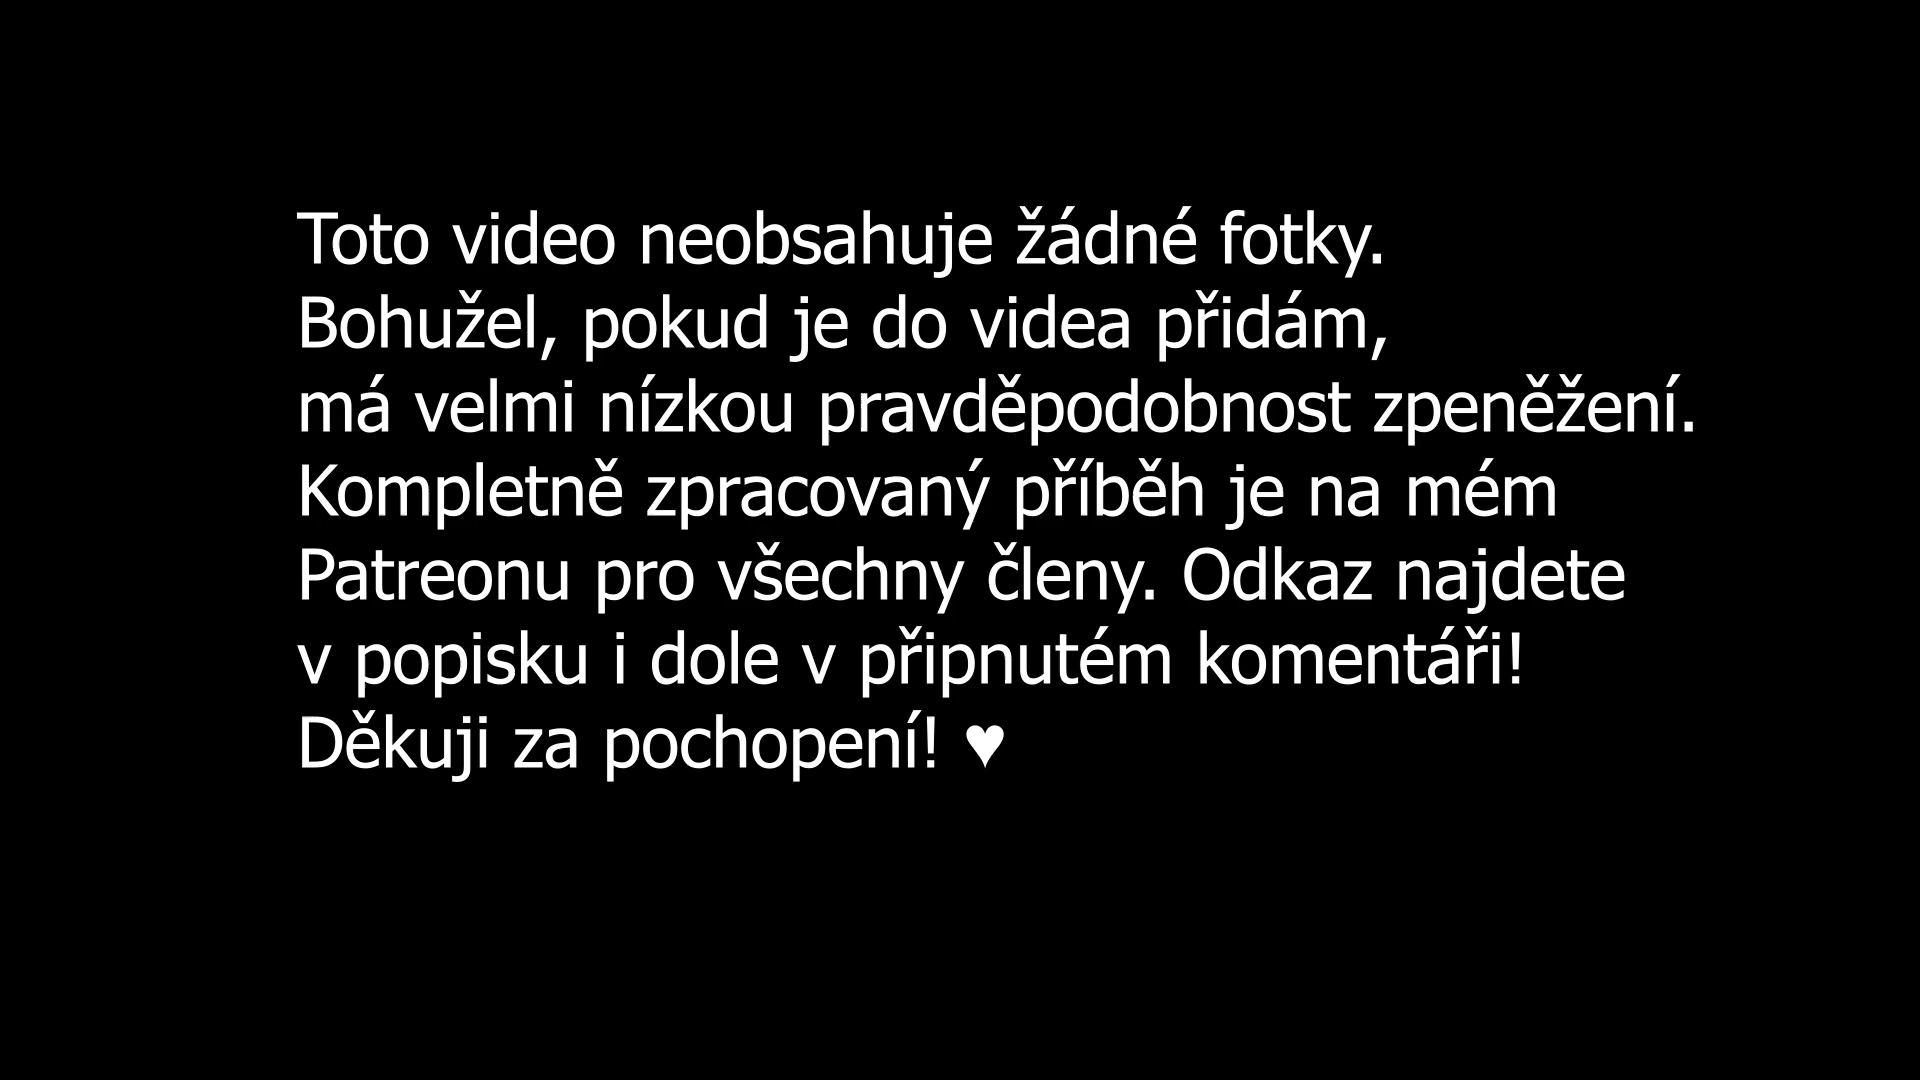 Toto video neobsahuje žádné fotky.
Bohužel, pokud je do videa přidám,
má velmi nízkou pravděpodobnost zpeněžení.
Kompletně zpracovaný příběh je na mém
Patreonu pro všechny členy. Odkaz najdete
v popisku i dole v připnutém komentáři!
Děkuji za pochopení! ♥